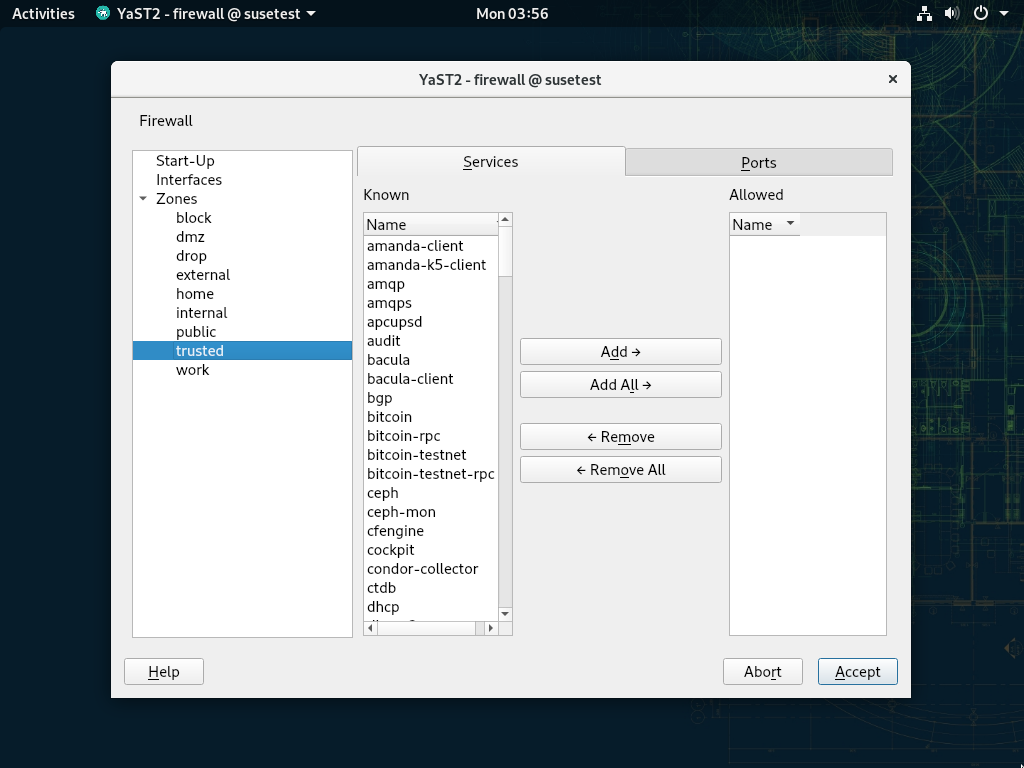 Activities YaST2 - firewall @ susetest Mon 03:56
YaST2 - firewall @ susetest ×
Firewall
Start-Up
Interfaces
Zones
block
dmz
drop
external
home
internal
public
trusted
work
Services
Ports
Known
Name
amanda-client
amanda-k5-client
amqp
amqps
apcupsd
audit
bacula
bacula-client
bgp
bitcoin
bitcoin-rpc
bitcoin-testnet
bitcoin-testnet-rpc
ceph
ceph-mon
cfengine
cockpit
condor-collector
ctdb
dhcp
Add →
Add All →
← Remove
← Remove All
Allowed
Name
Help
Abort
Accept